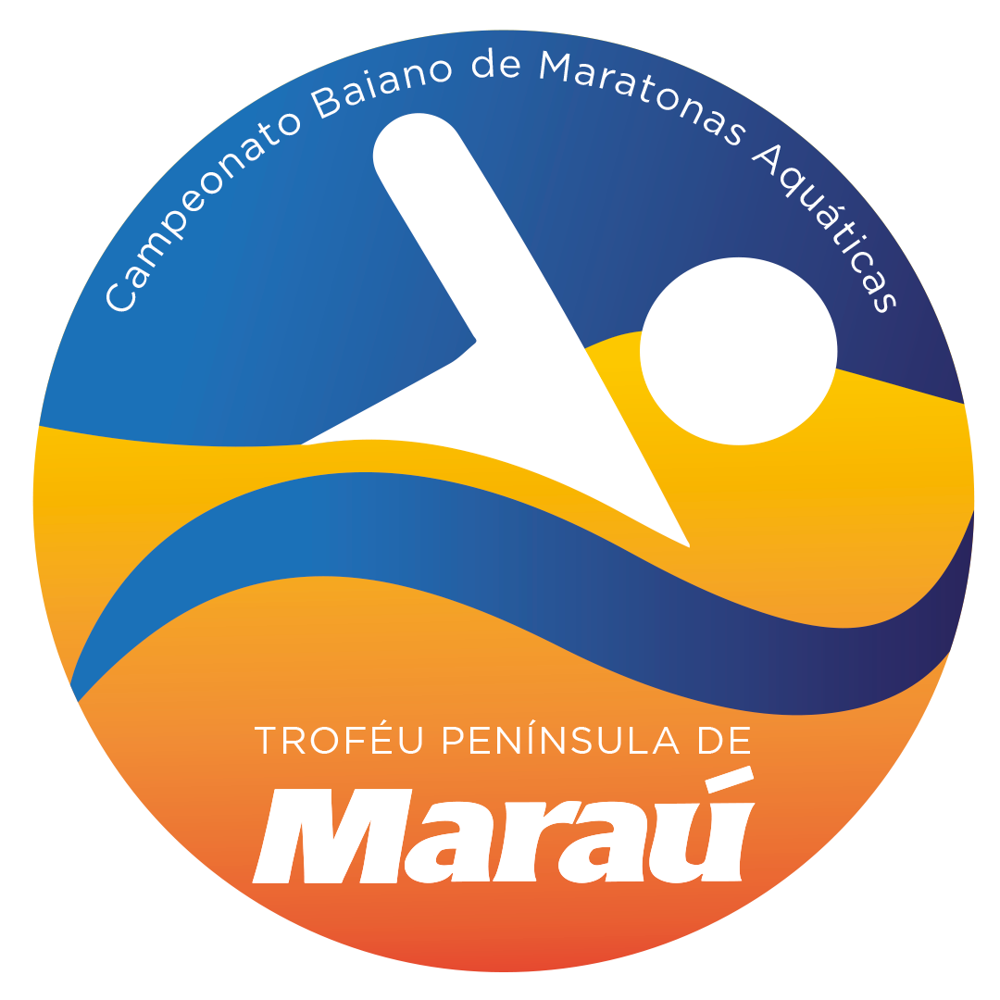 Campeonato Baiano de Maratonas Aquáticas
TROFÉU PENÍNSULA DE
Maraú